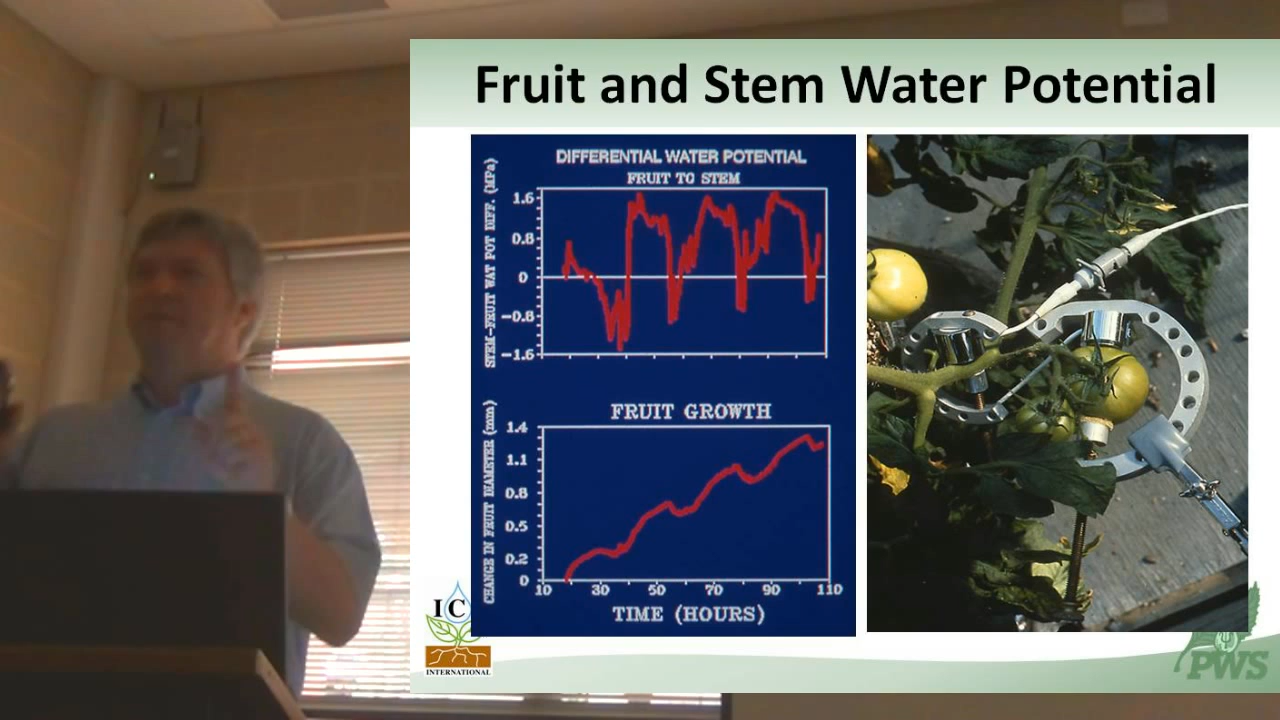 Fruit and Stem Water Potential
DIFFERENTIAL WATER POTENTIAL
FRUIT TO STEM
STEM-FRUIT WAT POT DIFF. (MPa)
1.6
0.8
0
-0.8
-1.6
FRUIT GROWTH
CHANGE IN FRUIT DIAMETER (mm)
1.4
1.1
0.8
0.5
0.2
0
10 30 50 70 90 110
TIME (HOURS)
IC
INTERNATIONAL
PWS